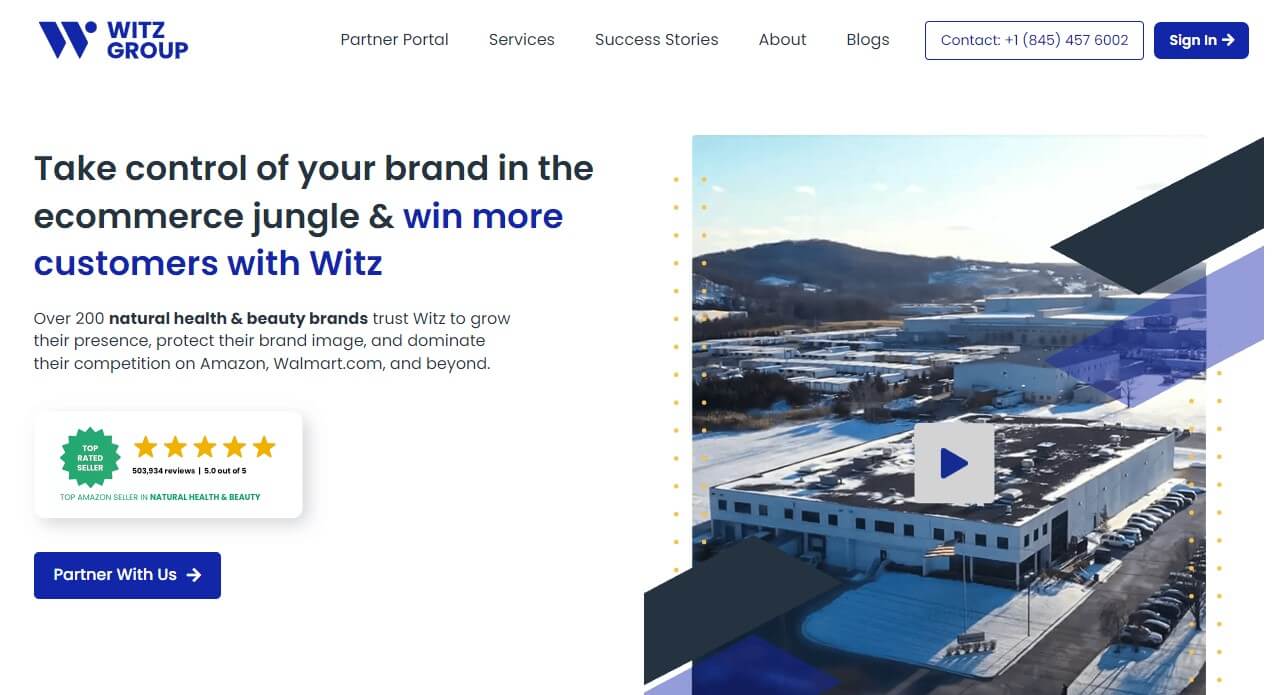 WITZ
GROUP
Partner Portal
Services
Success Stories
About
Blogs
Contact: +1 (845) 457 6002
Sign In
Take control of your brand in the
ecommerce jungle & win more
customers with Witz
Over 200 natural health & beauty brands trust Witz to grow
their presence, protect their brand image, and dominate
their competition on Amazon, Walmart.com, and beyond.
TOP
RATED
SELLER
503,934 reviews | 5.0 out of 5
TOP AMAZON SELLER IN NATURAL HEALTH & BEAUTY
Partner With Us